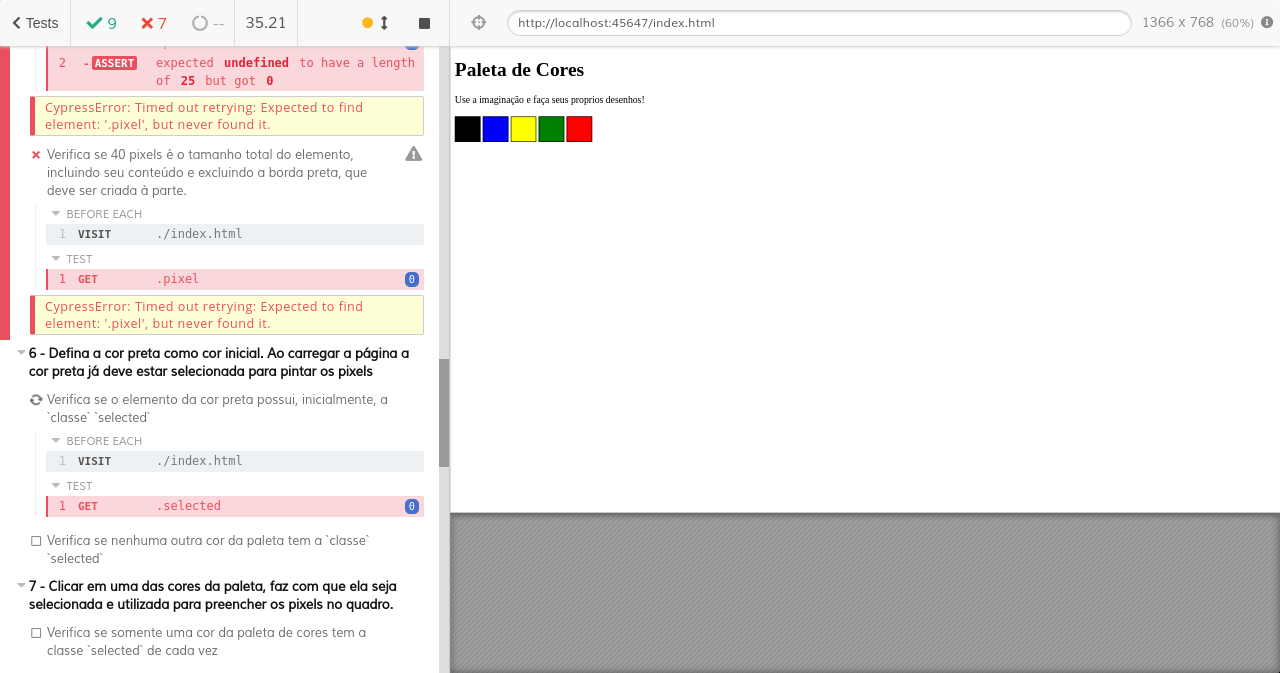 Tests 9 7 -- 35.21 http://localhost:45647/index.html 1366 x 768 (60%)
2 -ASSERT expected undefined to have a length
of 25 but got 0
CypressError: Timed out retrying: Expected to find
element: '.pixel', but never found it.
Verifica se 40 pixels é o tamanho total do elemento,
incluindo seu conteúdo e excluindo a borda preta, que
deve ser criada à parte.
BEFORE EACH
1 VISIT ./index.html
TEST
1 GET .pixel 0
CypressError: Timed out retrying: Expected to find
element: '.pixel', but never found it.
6 - Defina a cor preta como cor inicial. Ao carregar a página a
cor preta já deve estar selecionada para pintar os pixels
Verifica se o elemento da cor preta possui, inicialmente, a
`classe` `selected`
BEFORE EACH
1 VISIT ./index.html
TEST
1 GET .selected 0
Verifica se nenhuma outra cor da paleta tem a `classe`
`selected`
7 - Clicar em uma das cores da paleta, faz com que ela seja
selecionada e utilizada para preencher os pixels no quadro.
Verifica se somente uma cor da paleta de cores tem a
classe `selected` de cada vez
Paleta de Cores
Use a imaginação e faça seus proprios desenhos!